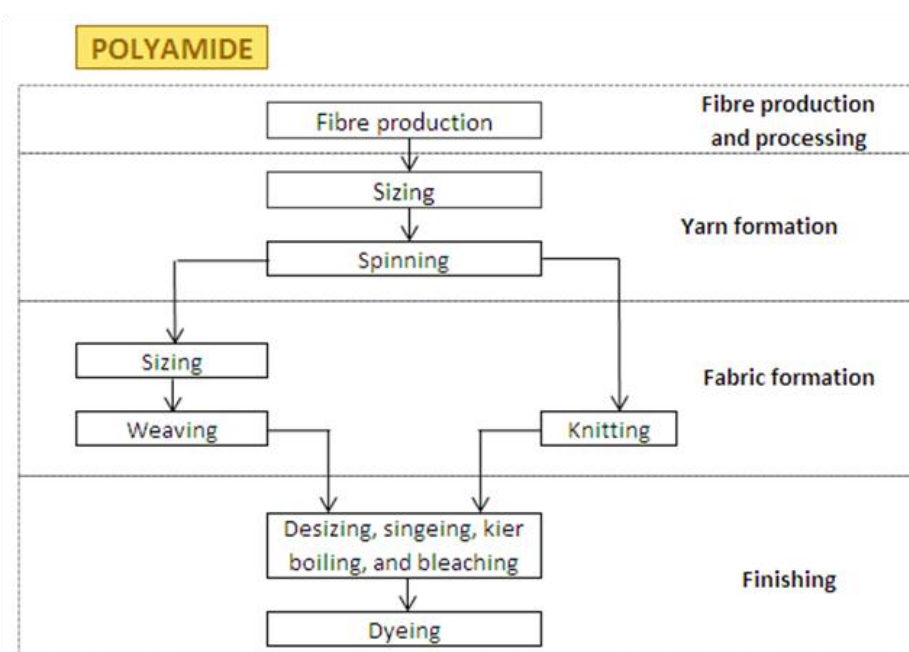 POLYAMIDE
Fibre production
Fibre production
and processing
Sizing
Yarn formation
Spinning
Sizing
Fabric formation
Weaving
Knitting
Desizing, singeing, kier
boiling, and bleaching
Finishing
Dyeing